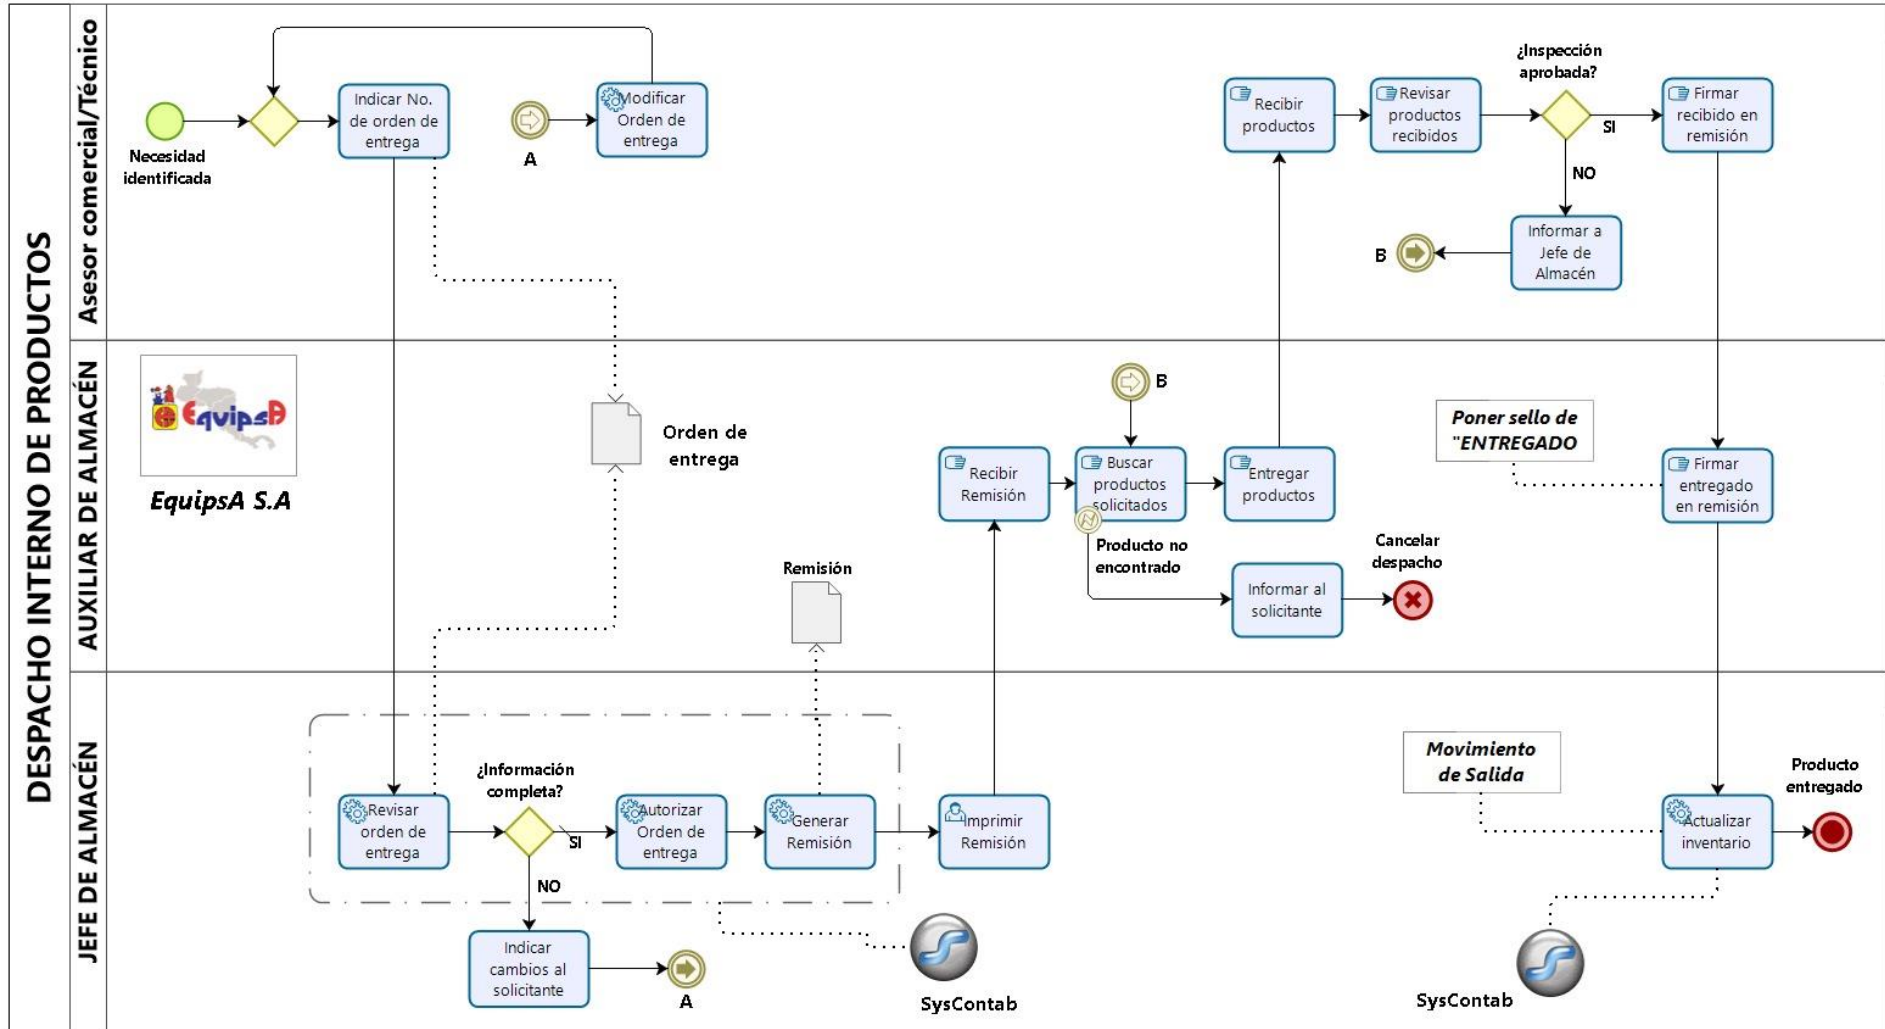 DESPACHO INTERNO DE PRODUCTOS
Asesor comercial/Técnico
Necesidad
identificada
Indicar No.
de orden de
entrega
A
Modificar
Orden de
entrega
Recibir
productos
Revisar
productos
recibidos
¿Inspección
aprobada?
SI
NO
Firmar
recibido en
remisión
Informar a
Jefe de
Almacén
B
AUXILIAR DE ALMACÉN
EquipsA
EquipsA S.A
Orden de
entrega
Remisión
Recibir
Remisión
B
Buscar
productos
solicitados
Producto no
encontrado
Entregar
productos
Informar al
solicitante
Cancelar
despacho
Poner sello de
"ENTREGADO
Firmar
entregado
en remisión
JEFE DE ALMACÉN
Revisar
orden de
entrega
¿Información
completa?
SI
NO
Autorizar
Orden de
entrega
Generar
Remisión
Imprimir
Remisión
Indicar
cambios al
solicitante
A
SysContab
Movimiento
de Salida
Actualizar
inventario
Producto
entregado
SysContab